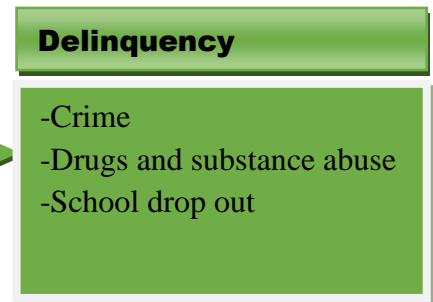 Delinquency
-Crime
-Drugs and substance abuse
-School drop out